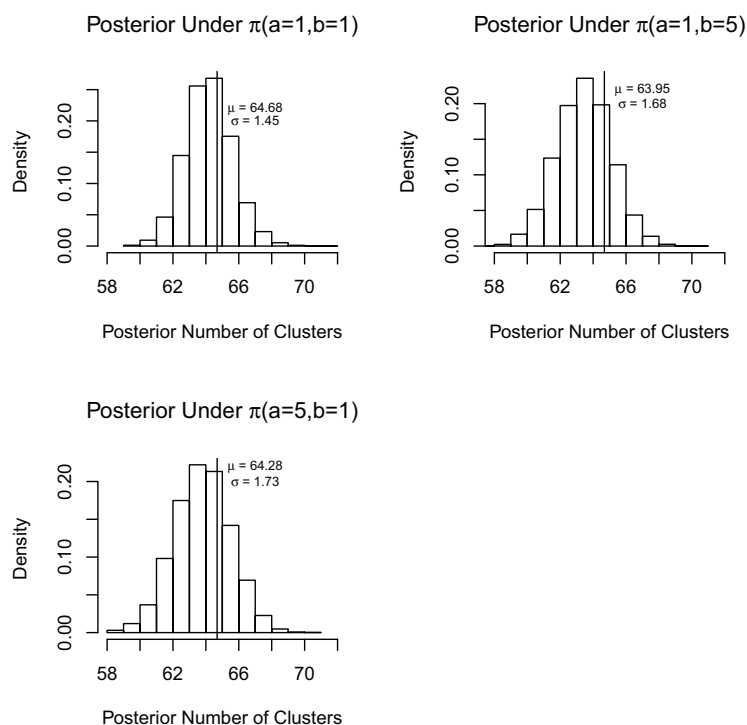 Posterior Under π(a=1,b=1)
Density
0.00 0.10 0.20
μ = 64.68
σ = 1.45
58 62 66 70
Posterior Number of Clusters
Posterior Under π(a=1,b=5)
Density
0.00 0.10 0.20
μ = 63.95
σ = 1.68
58 62 66 70
Posterior Number of Clusters
Posterior Under π(a=5,b=1)
Density
0.00 0.10 0.20
μ = 64.28
σ = 1.73
58 62 66 70
Posterior Number of Clusters